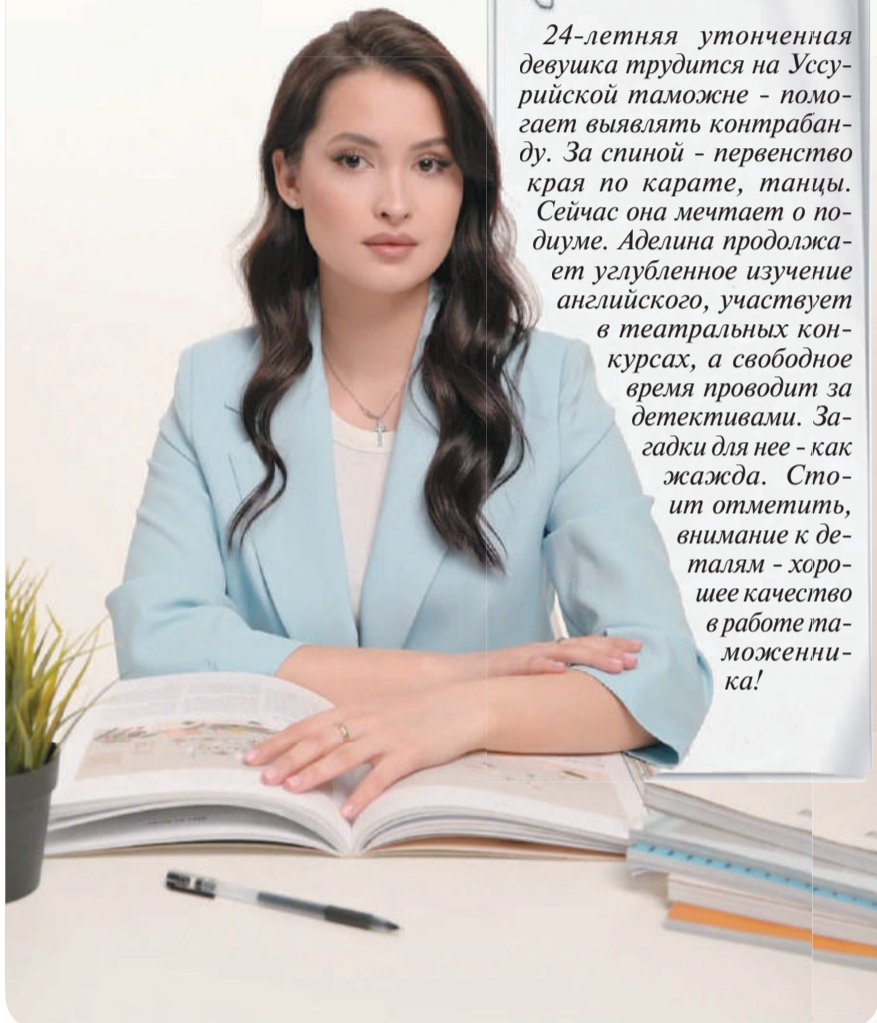 24-летняя утонченная
девушка трудится на Уссу-
рийской таможне - помо-
гает выявлять контрабан-
ду. За спиной - первенство
края по карате, танцы.
Сейчас она мечтает о по-
диуме. Аделина продолжа-
ет углубленное изучение
английского, участвует
в театральных кон-
курсах, а свободное
время проводит за
детективами. За-
гадки для нее - как
жажда. Сто-
ит отметить,
внимание к де-
талям - хоро-
шее качество
в работе та-
моженни-
ка!